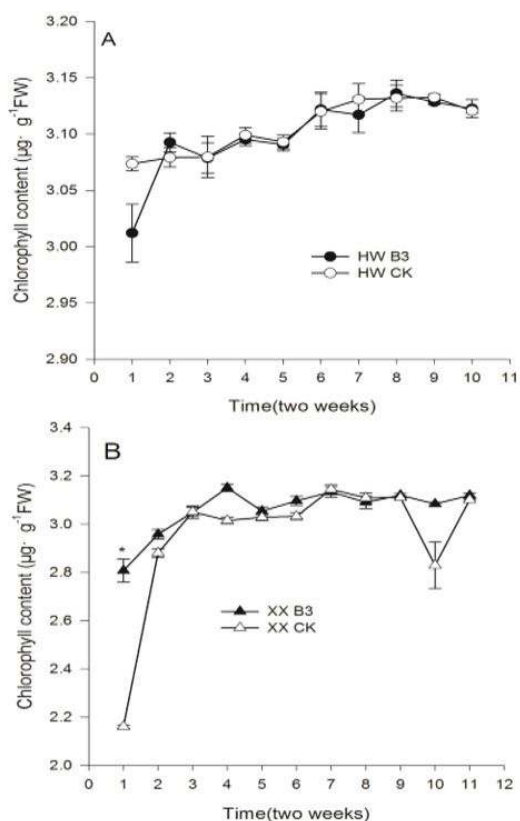 A
Chlorophyll content (µg· g⁻¹FW)
3.20
3.15
3.10
3.05
3.00
2.95
2.90
HW B3
HW CK
0 1 2 3 4 5 6 7 8 9 10 11
Time(two weeks)
B
Chlorophyll content (µg· g⁻¹FW)
3.4
3.2
3.0
2.8
2.6
2.4
2.2
2.0
*
XX B3
XX CK
0 1 2 3 4 5 6 7 8 9 10 11 12
Time(two weeks)